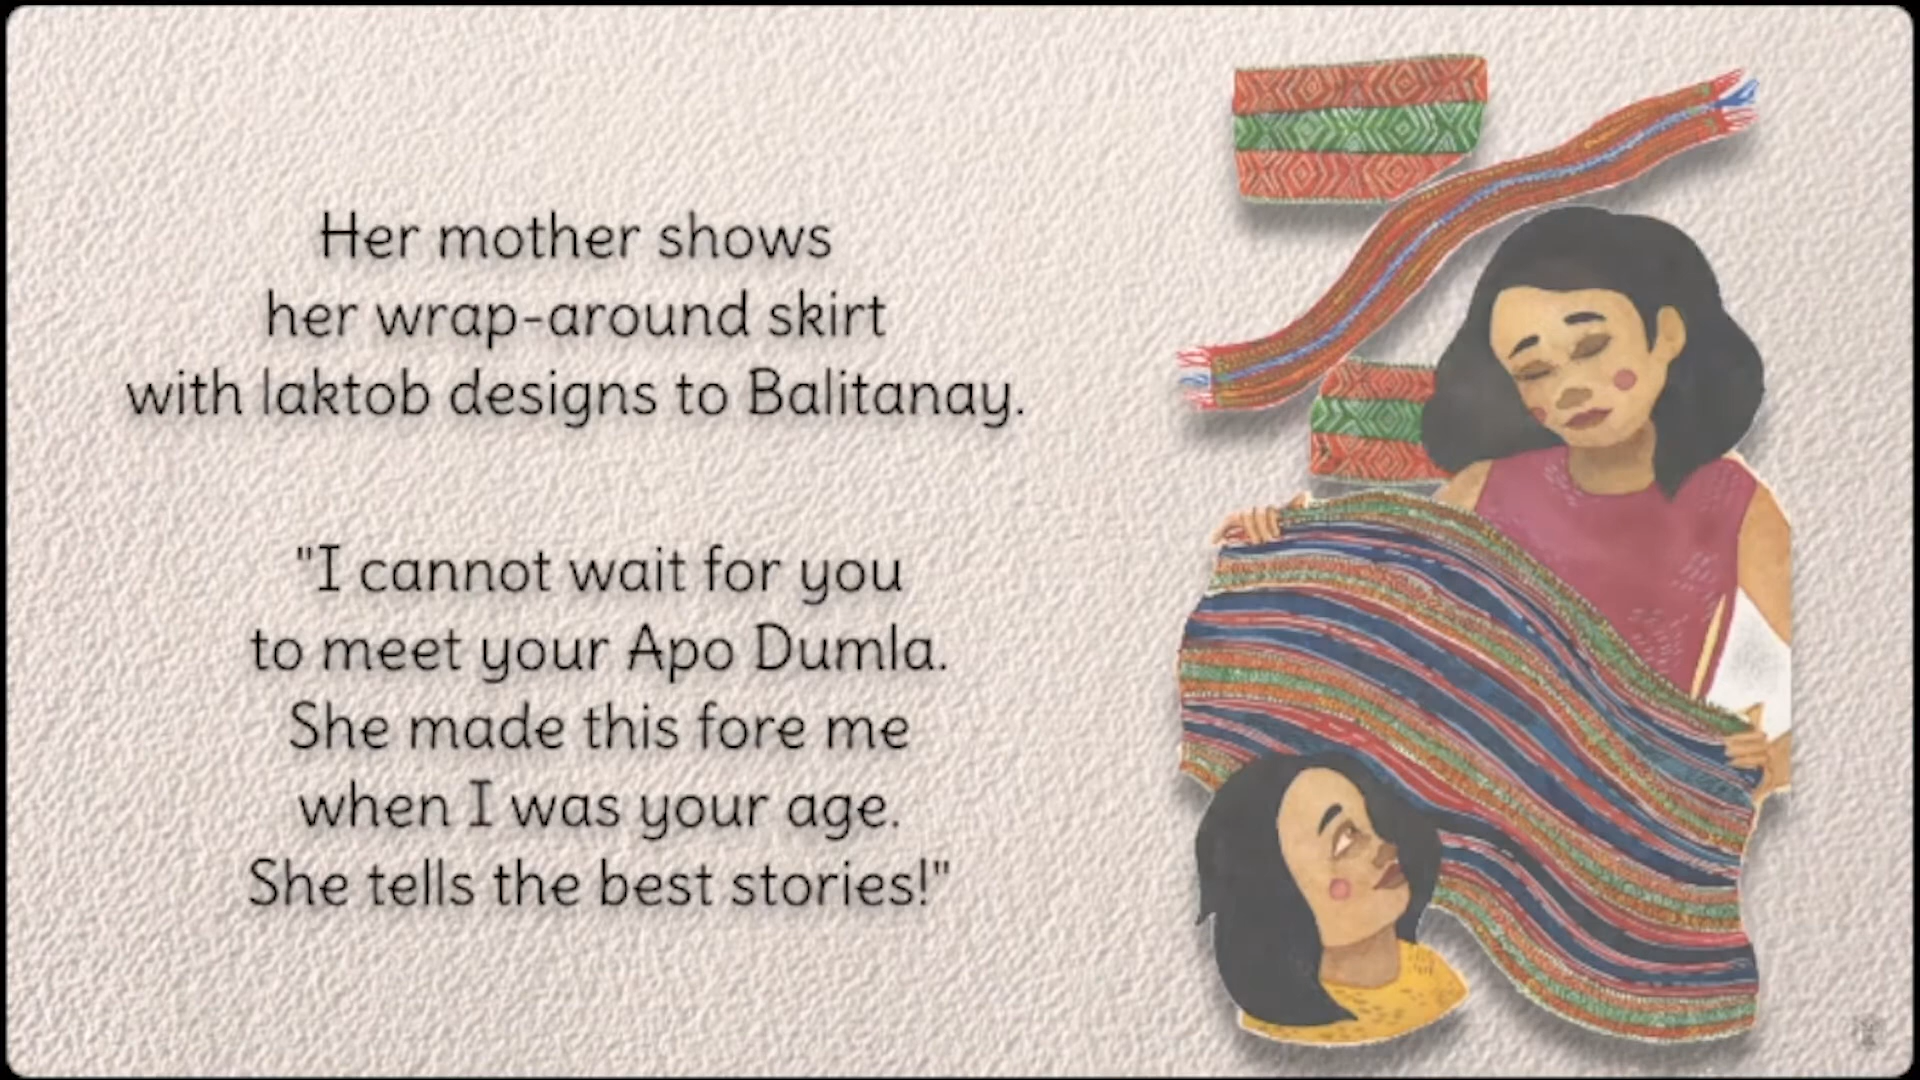 Her mother shows
her wrap-around skirt
with laktob designs to Balitanay.
"I cannot wait for you
to meet your Apo Dumla.
She made this fore me
when I was your age.
She tells the best stories!"